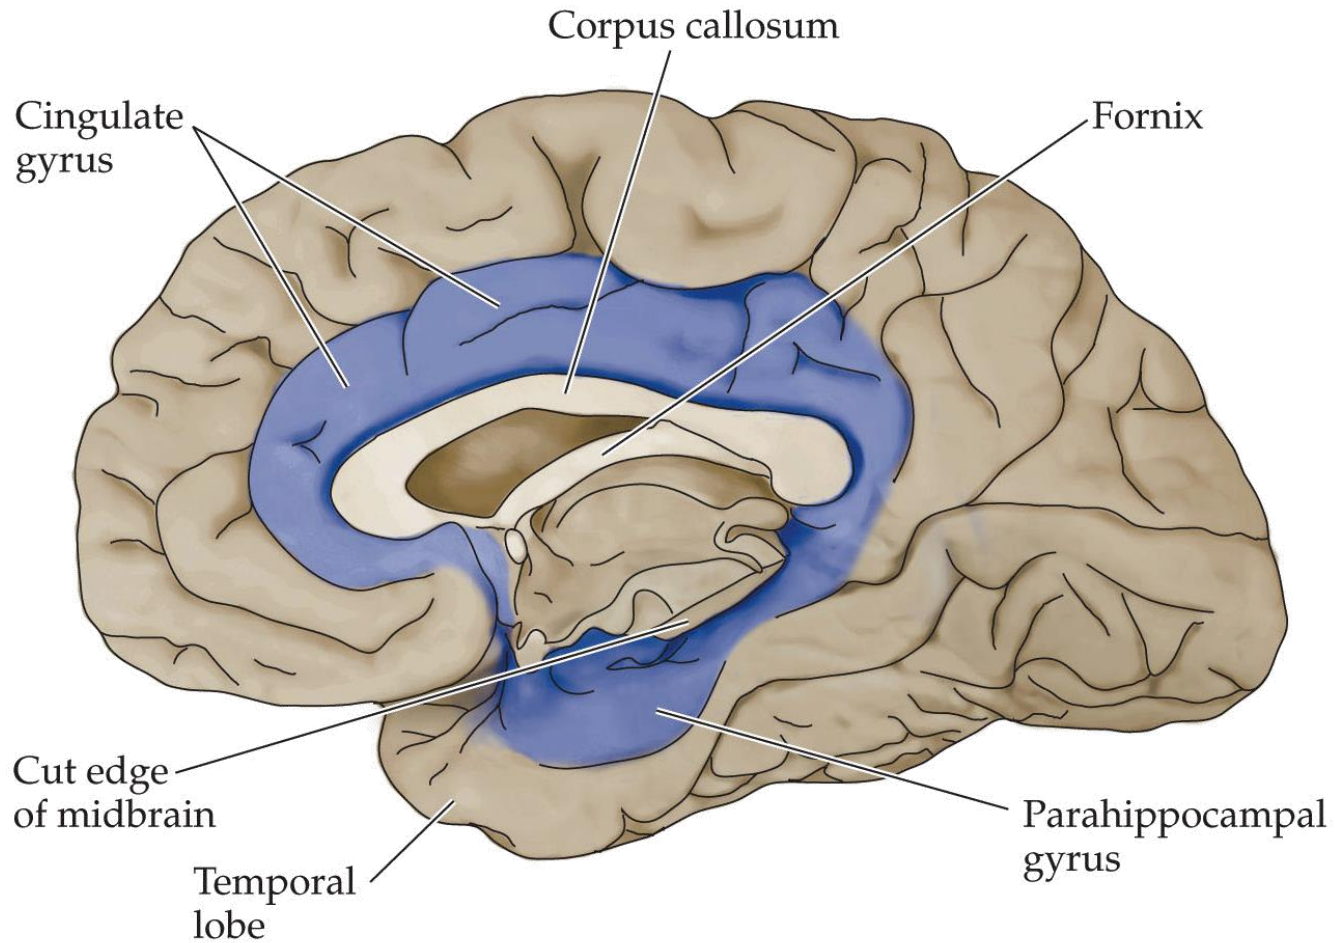 Corpus callosum
Cingulate
gyrus
Fornix
Cut edge
of midbrain
Parahippocampal
gyrus
Temporal
lobe